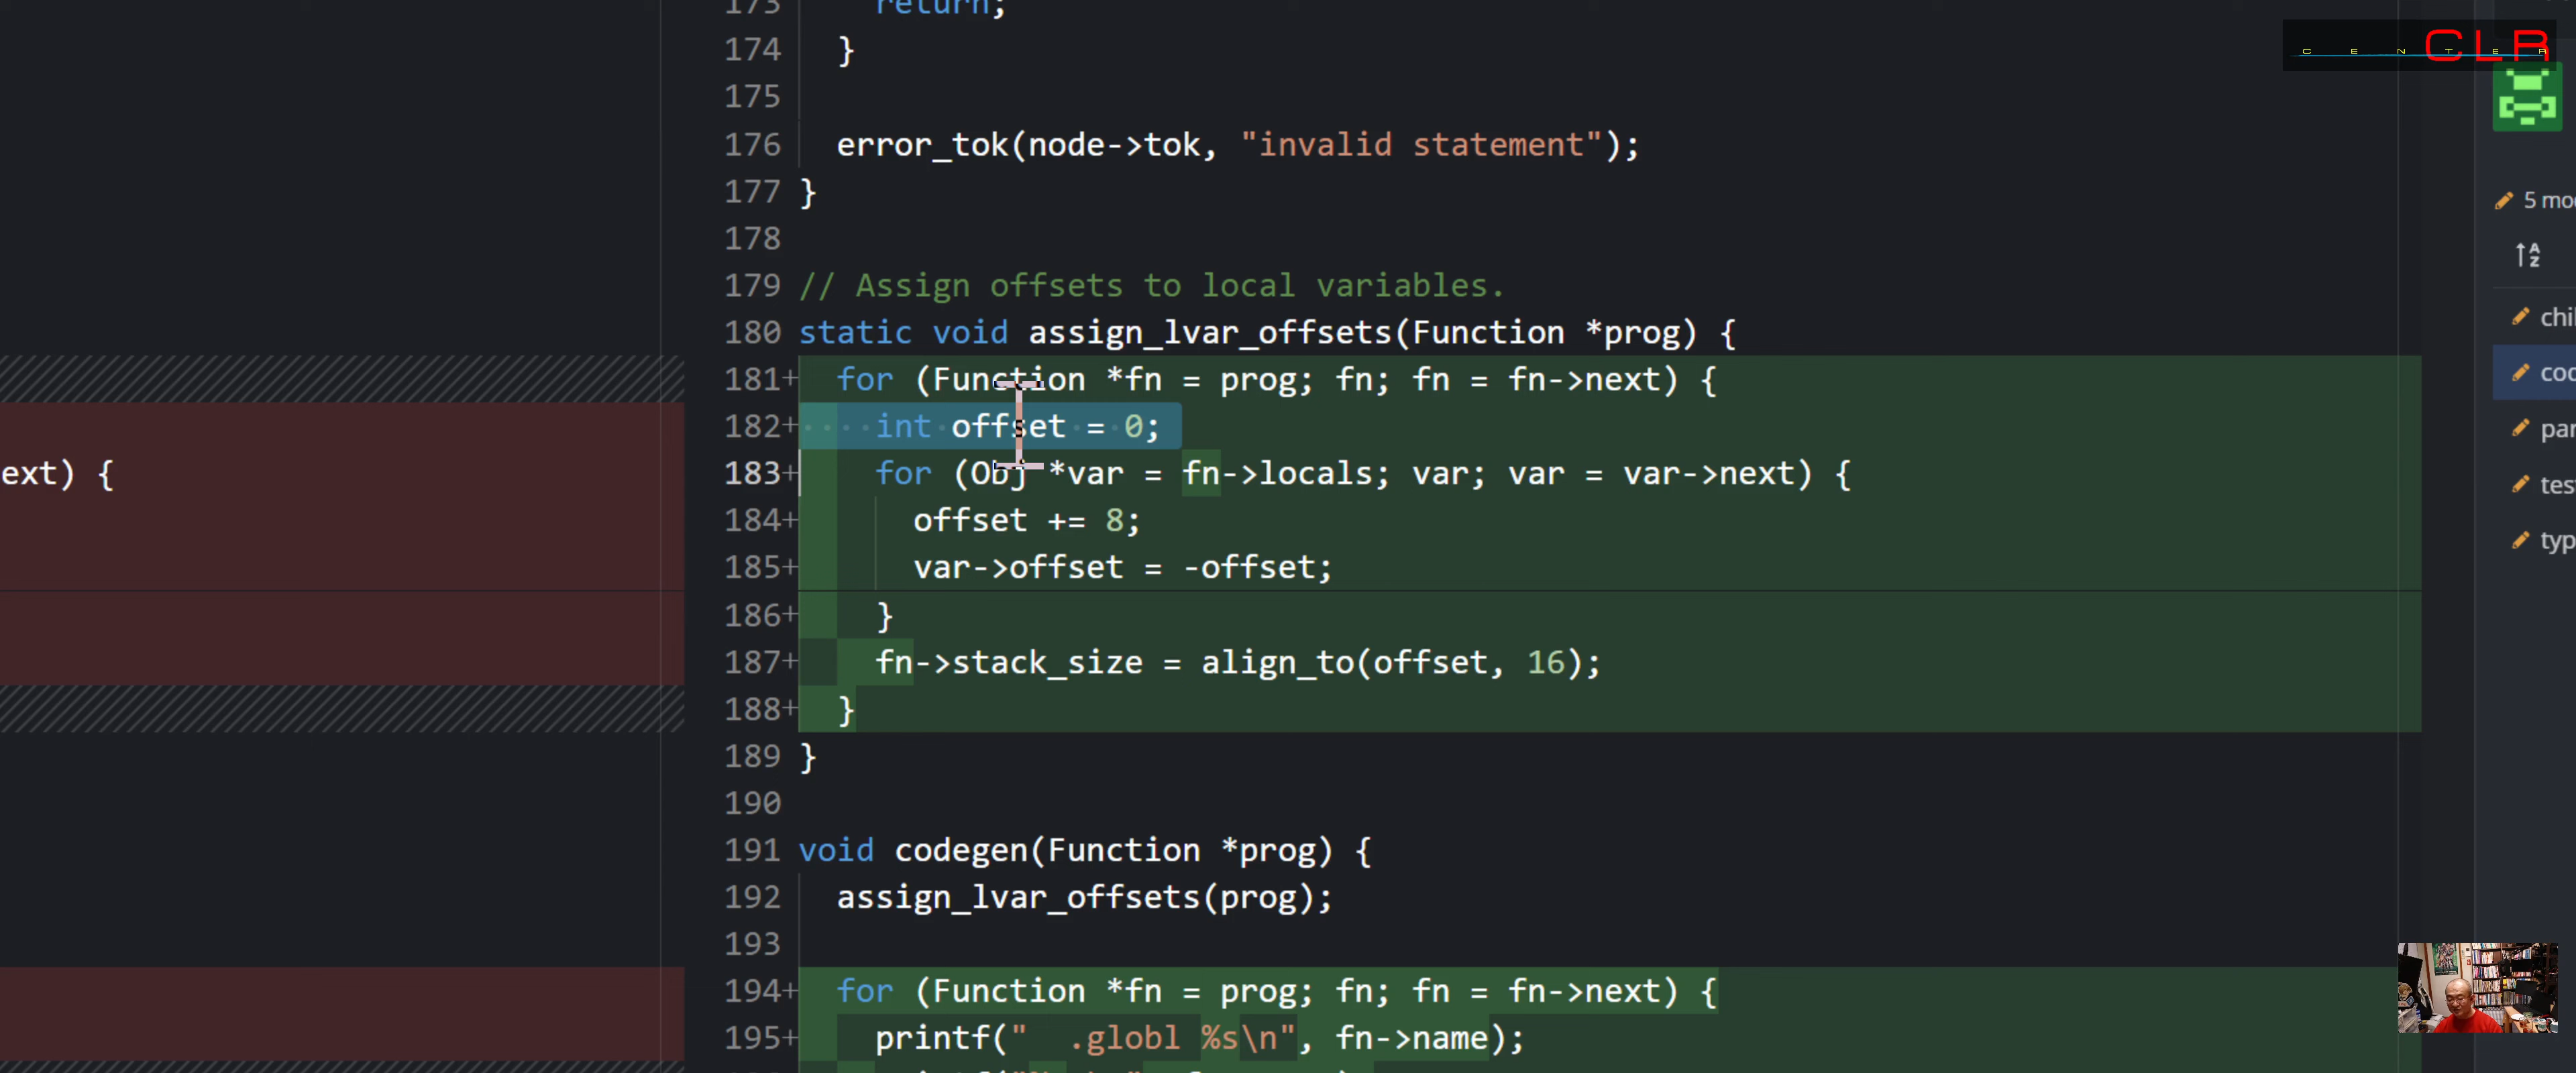 173 return;
174 }
175
176 error_tok(node->tok, "invalid statement");
177 }
178
179 // Assign offsets to local variables.
180 static void assign_lvar_offsets(Function *prog) {
181+ for (Function *fn = prog; fn; fn = fn->next) {
182+ ····int·offset·=·0;
ext) {
183+ for (Obj *var = fn->locals; var; var = var->next) {
184+ offset += 8;
185+ var->offset = -offset;
186+ }
187+ fn->stack_size = align_to(offset, 16);
188+ }
189 }
190
191 void codegen(Function *prog) {
192 assign_lvar_offsets(prog);
193
194+ for (Function *fn = prog; fn; fn = fn->next) {
195+ printf(" .globl %s\n", fn->name);
CENTER CLR
5 mo
A
Z
chi
cod
par
tes
typ